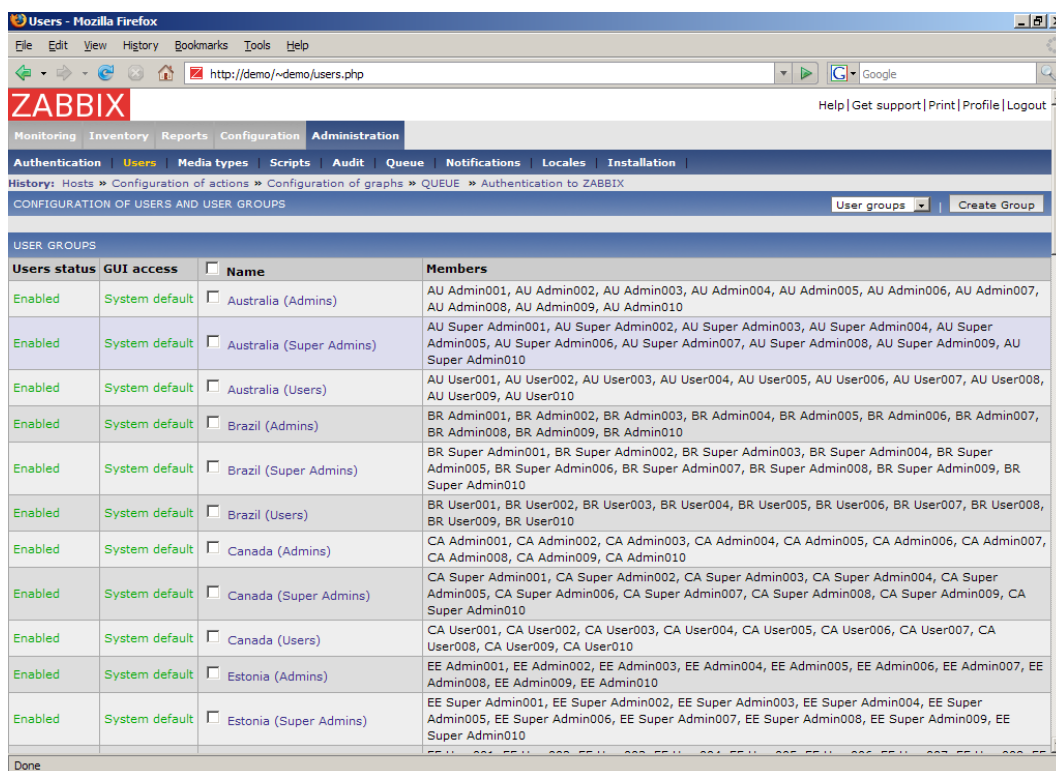 Users - Mozilla Firefox
File Edit View History Bookmarks Tools Help
http://demo/~demo/users.php
G Google
ZABBIX
Help|Get support|Print|Profile|Logout
Monitoring Inventory Reports Configuration Administration
Authentication | Users | Media types | Scripts | Audit | Queue | Notifications | Locales | Installation |
History: Hosts » Configuration of actions » Configuration of graphs » QUEUE » Authentication to ZABBIX
CONFIGURATION OF USERS AND USER GROUPS User groups | Create Group
USER GROUPS
Users status GUI access Name Members
Enabled System default Australia (Admins) AU Admin001, AU Admin002, AU Admin003, AU Admin004, AU Admin005, AU Admin006, AU Admin007,
AU Admin008, AU Admin009, AU Admin010
Enabled System default Australia (Super Admins) AU Super Admin001, AU Super Admin002, AU Super Admin003, AU Super Admin004, AU Super
Admin005, AU Super Admin006, AU Super Admin007, AU Super Admin008, AU Super Admin009, AU
Super Admin010
Enabled System default Australia (Users) AU User001, AU User002, AU User003, AU User004, AU User005, AU User006, AU User007, AU User008,
AU User009, AU User010
Enabled System default Brazil (Admins) BR Admin001, BR Admin002, BR Admin003, BR Admin004, BR Admin005, BR Admin006, BR Admin007,
BR Admin008, BR Admin009, BR Admin010
Enabled System default Brazil (Super Admins) BR Super Admin001, BR Super Admin002, BR Super Admin003, BR Super Admin004, BR Super
Admin005, BR Super Admin006, BR Super Admin007, BR Super Admin008, BR Super Admin009, BR
Super Admin010
Enabled System default Brazil (Users) BR User001, BR User002, BR User003, BR User004, BR User005, BR User006, BR User007, BR User008,
BR User009, BR User010
Enabled System default Canada (Admins) CA Admin001, CA Admin002, CA Admin003, CA Admin004, CA Admin005, CA Admin006, CA Admin007,
CA Admin008, CA Admin009, CA Admin010
Enabled System default Canada (Super Admins) CA Super Admin001, CA Super Admin002, CA Super Admin003, CA Super Admin004, CA Super
Admin005, CA Super Admin006, CA Super Admin007, CA Super Admin008, CA Super Admin009, CA
Super Admin010
Enabled System default Canada (Users) CA User001, CA User002, CA User003, CA User004, CA User005, CA User006, CA User007, CA
User008, CA User009, CA User010
Enabled System default Estonia (Admins) EE Admin001, EE Admin002, EE Admin003, EE Admin004, EE Admin005, EE Admin006, EE Admin007, EE
Admin008, EE Admin009, EE Admin010
Enabled System default Estonia (Super Admins) EE Super Admin001, EE Super Admin002, EE Super Admin003, EE Super Admin004, EE Super
Admin005, EE Super Admin006, EE Super Admin007, EE Super Admin008, EE Super Admin009, EE
Super Admin010
Done